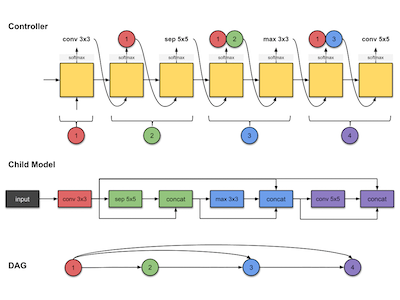 Controller
conv 3x3
1
sep 5x5
1 2
max 3x3
1 3
conv 5x5
softmax softmax softmax softmax softmax softmax softmax
1 2 3 4
Child Model
input conv 3x3 sep 5x5 concat max 3x3 concat conv 5x5 concat
DAG
1 2 3 4